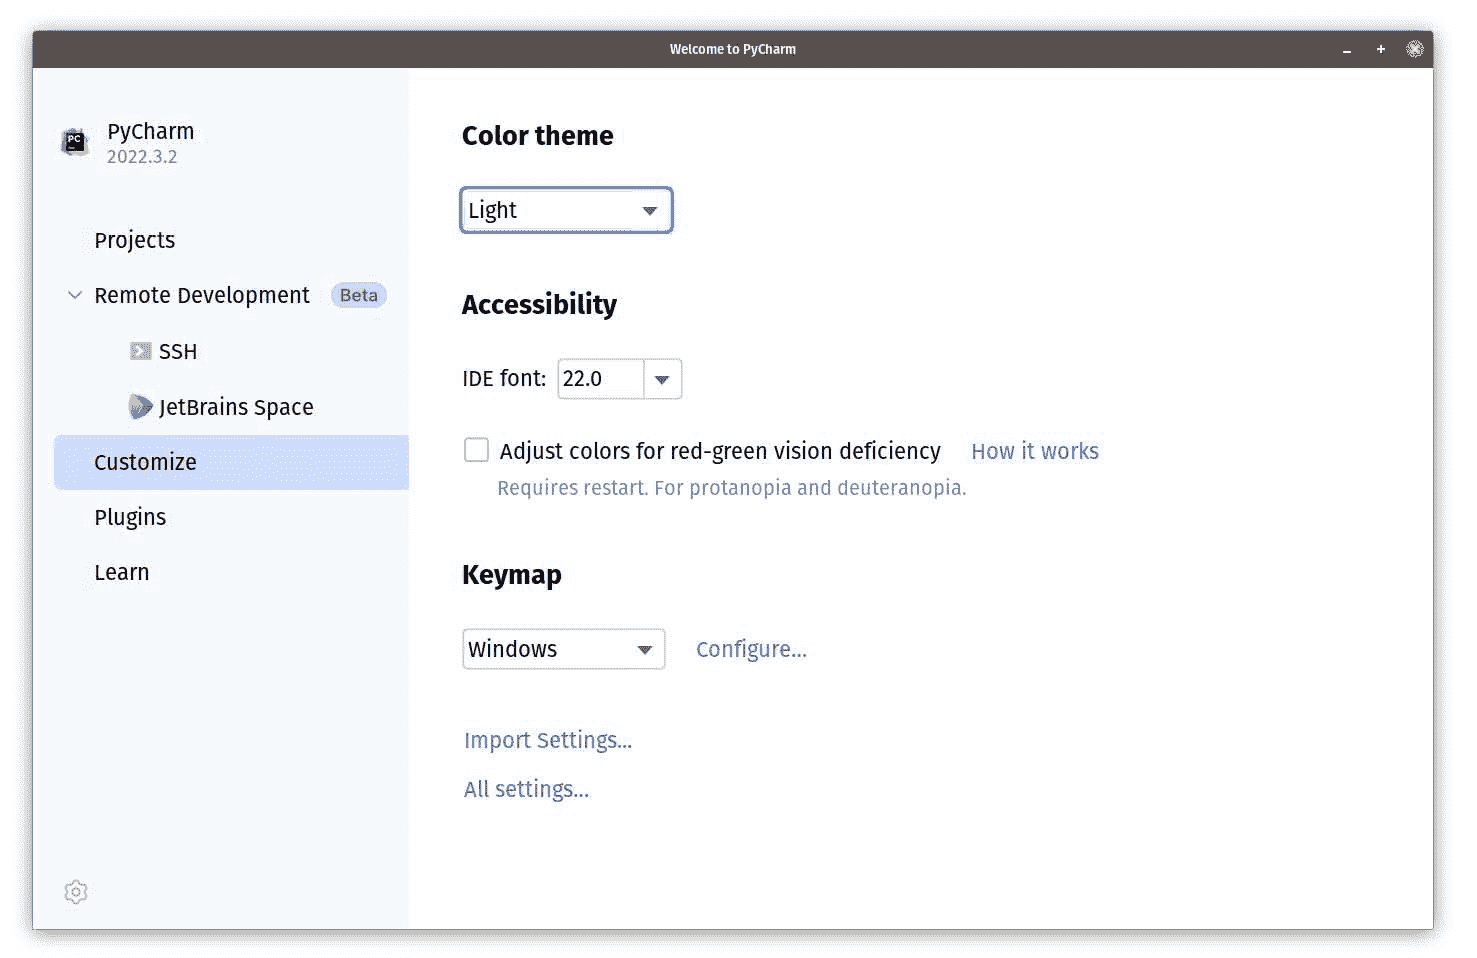 Welcome to PyCharm
PC
PyCharm
2022.3.2
Projects
Remote Development Beta
SSH
JetBrains Space
Customize
Plugins
Learn
Color theme
Light
Accessibility
IDE font: 22.0
Adjust colors for red-green vision deficiency How it works
Requires restart. For protanopia and deuteranopia.
Keymap
Windows Configure...
Import Settings...
All settings...